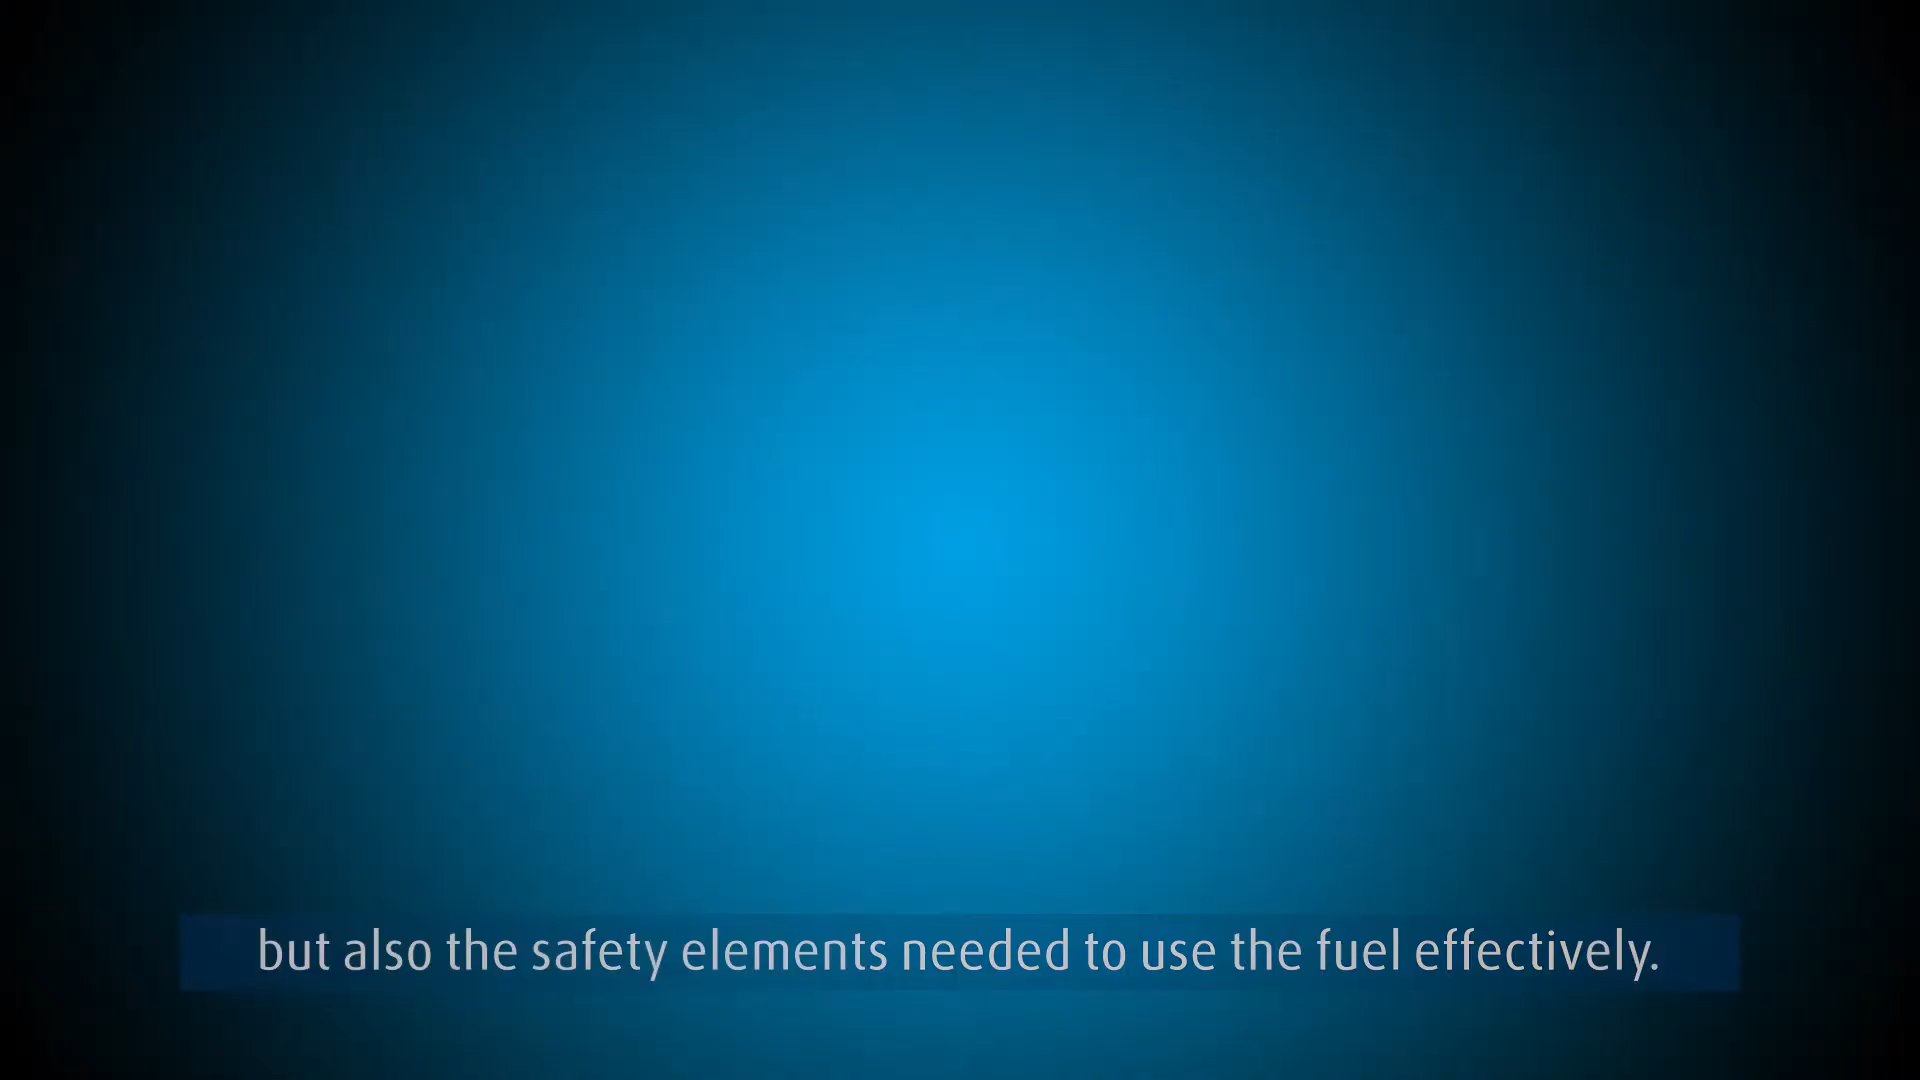 but also the safety elements needed to use the fuel effectively.